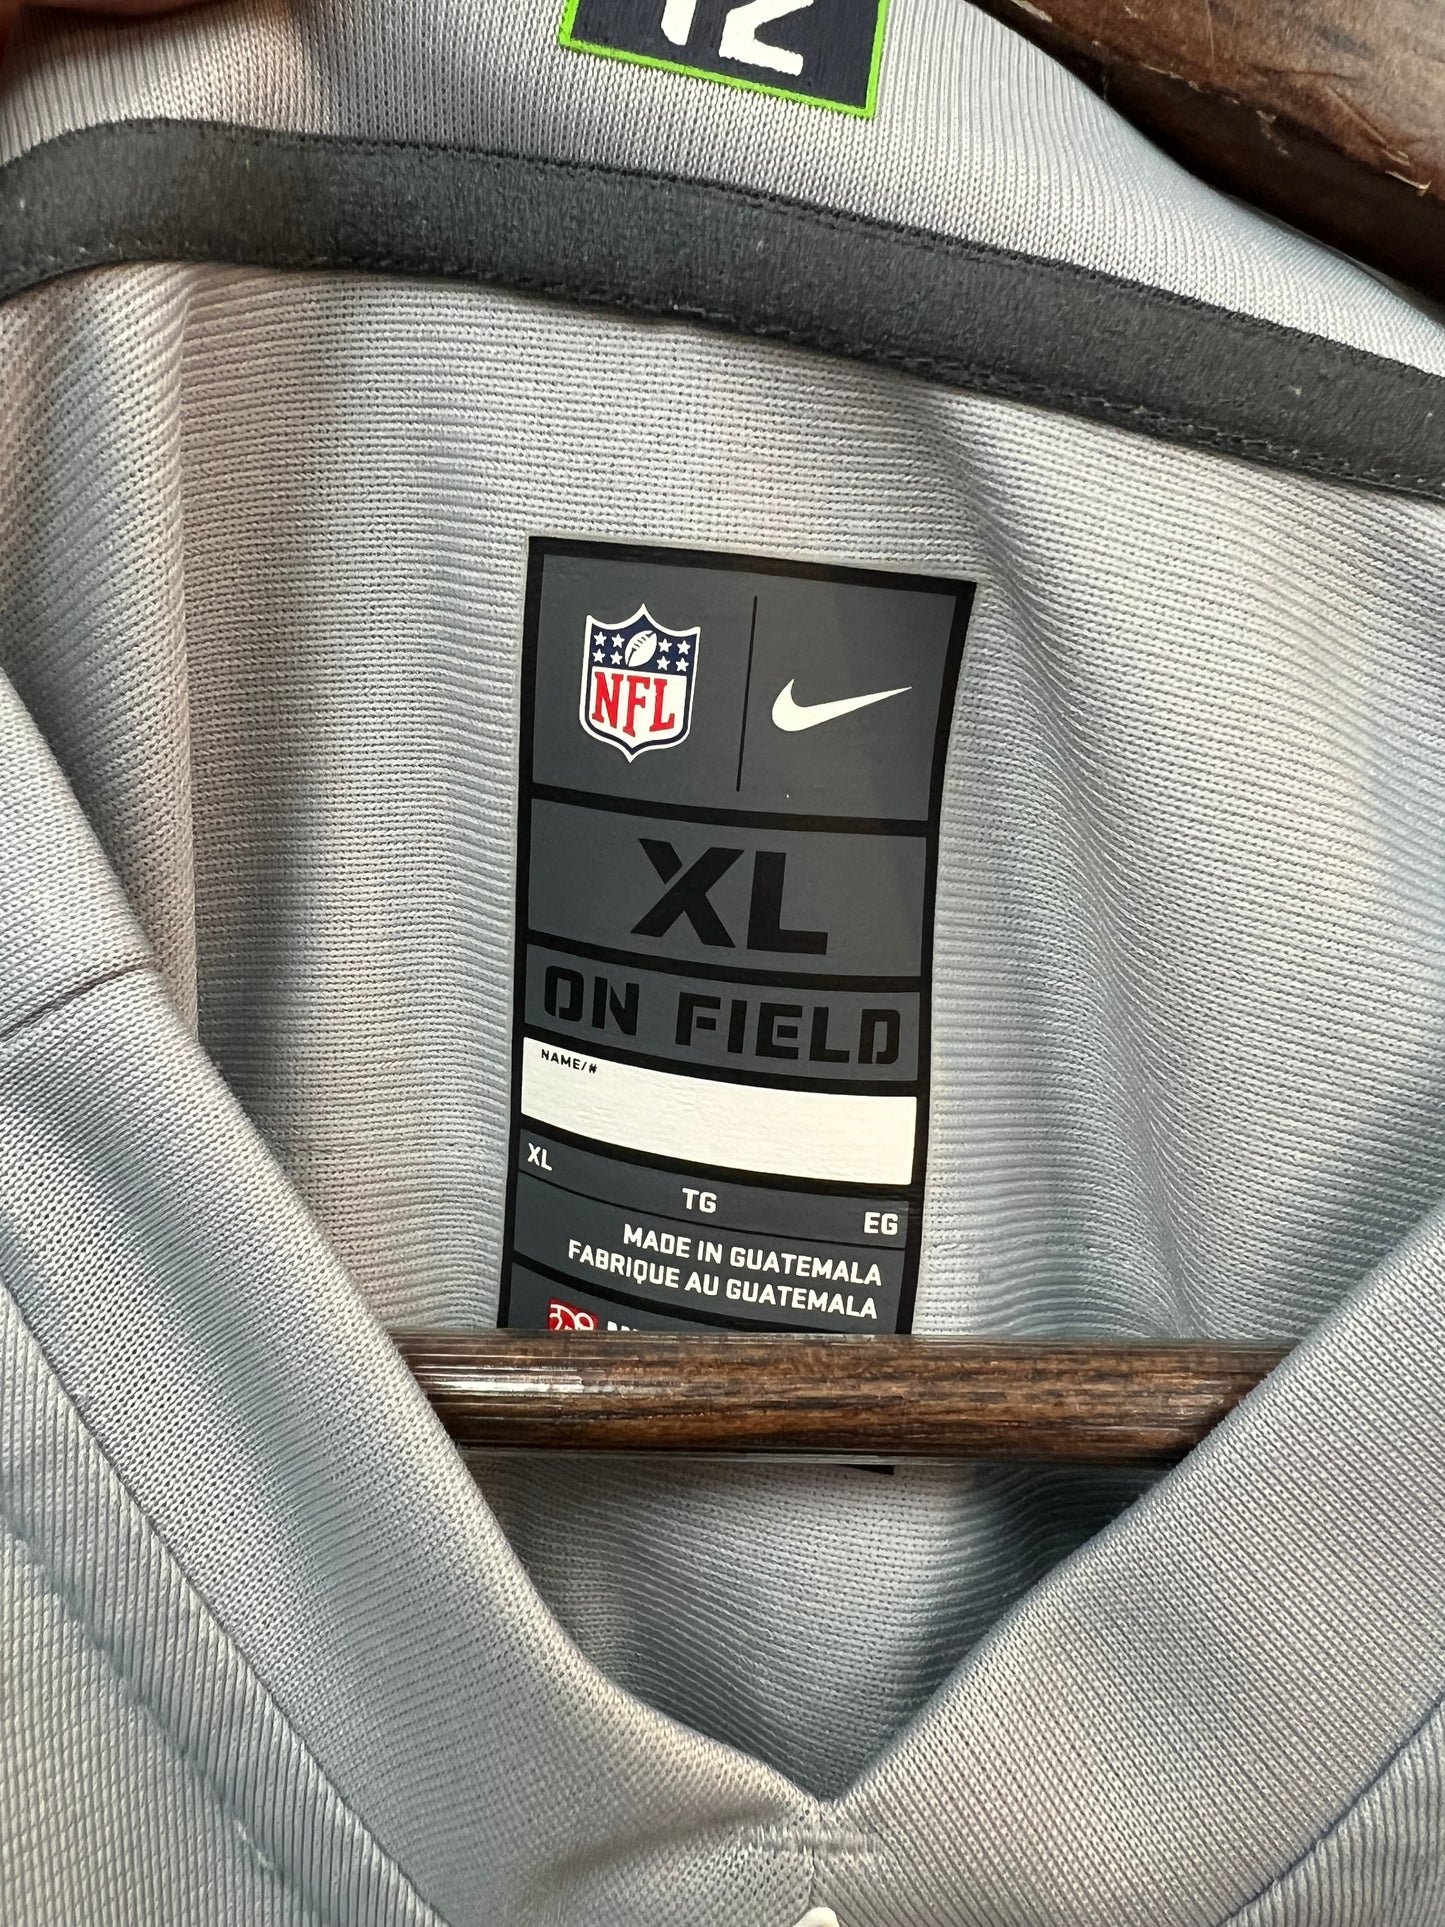 12
NFL
XL
ON FIELD
NAME/#
XL TG EG
MADE IN GUATEMALA
FABRIQUE AU GUATEMALA